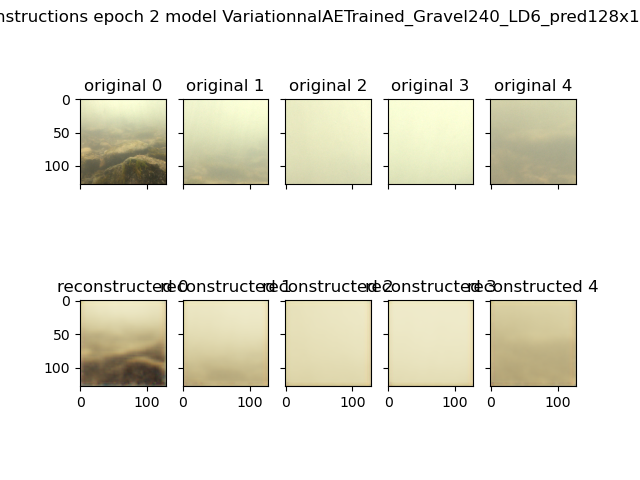 nstructions epoch 2 model VariationnalAETrained_Gravel240_LD6_pred128x1
original 0 original 1 original 2 original 3 original 4
0
50
100
reconstructed 0 reconstructed 1 reconstructed 2 reconstructed 3 reconstructed 4
0
50
100
0 100 0 100 0 100 0 100 0 100